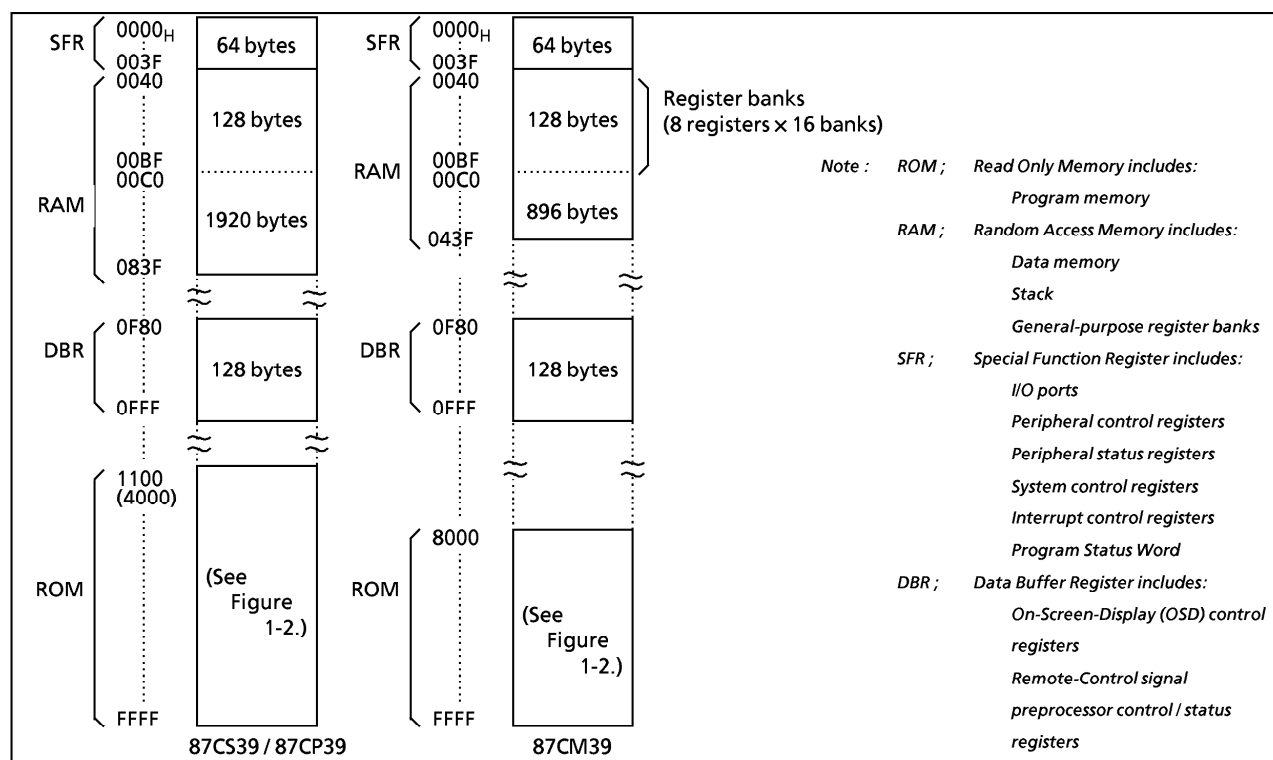 SFR
0000H
003F
64 bytes
RAM
0040
00BF
00C0
083F
128 bytes
1920 bytes
DBR
0F80
0FFF
128 bytes
ROM
1100
(4000)
FFFF
(See
Figure
1-2.)
87CS39 / 87CP39
SFR
0000H
003F
64 bytes
RAM
0040
00BF
00C0
043F
128 bytes
896 bytes
Register banks
(8 registers × 16 banks)
DBR
0F80
0FFF
128 bytes
ROM
8000
FFFF
(See
Figure
1-2.)
87CM39
Note : ROM ; Read Only Memory includes:
Program memory
RAM ; Random Access Memory includes:
Data memory
Stack
General-purpose register banks
SFR ; Special Function Register includes:
I/O ports
Peripheral control registers
Peripheral status registers
System control registers
Interrupt control registers
Program Status Word
DBR ; Data Buffer Register includes:
On-Screen-Display (OSD) control
registers
Remote-Control signal
preprocessor control / status
registers